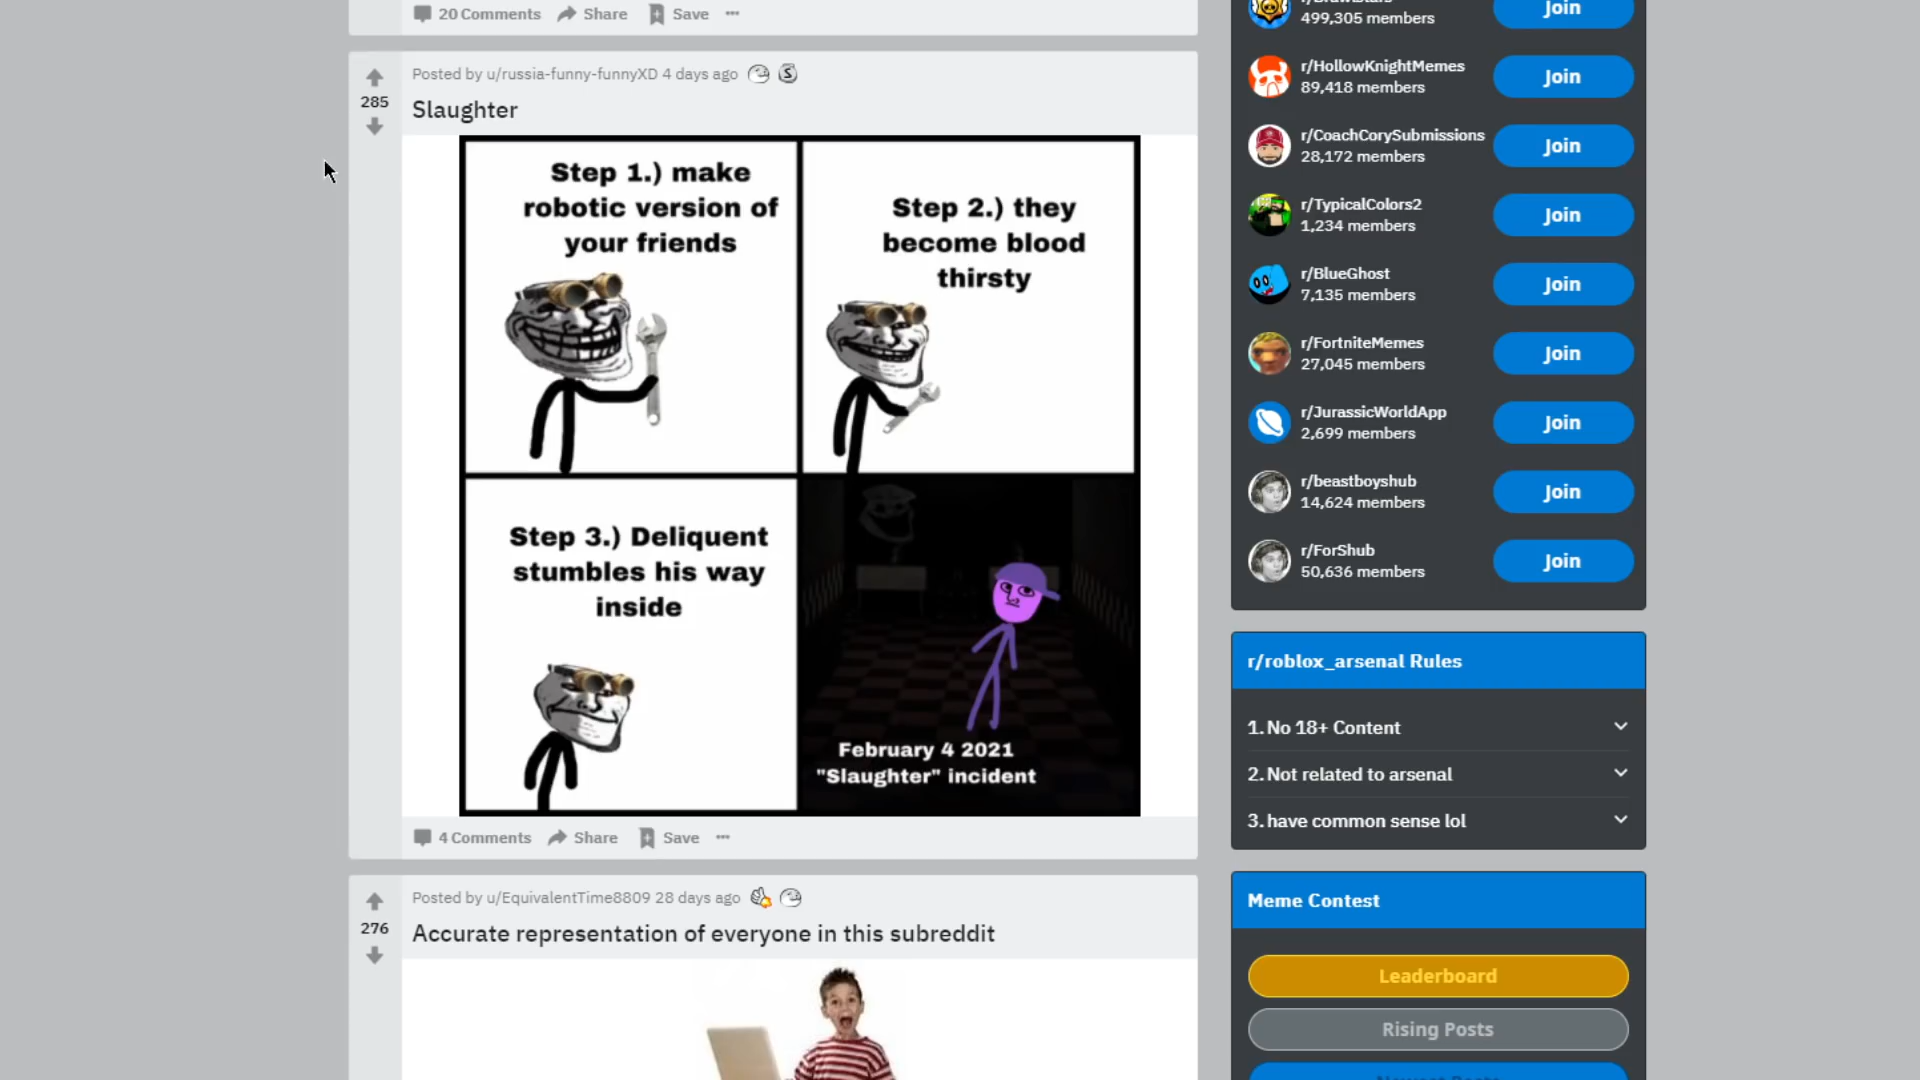 20 Comments Share Save
Posted by u/russia-funny-funnyXD 4 days ago
285
Slaughter
Step 1.) make
robotic version of
your friends
Step 2.) they
become blood
thirsty
Step 3.) Deliquent
stumbles his way
inside
February 4 2021
"Slaughter" incident
4 Comments Share Save
Posted by u/EquivalentTime8809 28 days ago
276
Accurate representation of everyone in this subreddit
499,305 members
Join
r/HollowKnightMemes
89,418 members
Join
r/CoachCorySubmissions
28,172 members
Join
r/TypicalColors2
1,234 members
Join
r/BlueGhost
7,135 members
Join
r/FortniteMemes
27,045 members
Join
r/JurassicWorldApp
2,699 members
Join
r/beastboyshub
14,624 members
Join
r/ForShub
50,636 members
Join
r/roblox_arsenal Rules
1. No 18+ Content
2. Not related to arsenal
3. have common sense lol
Meme Contest
Leaderboard
Rising Posts